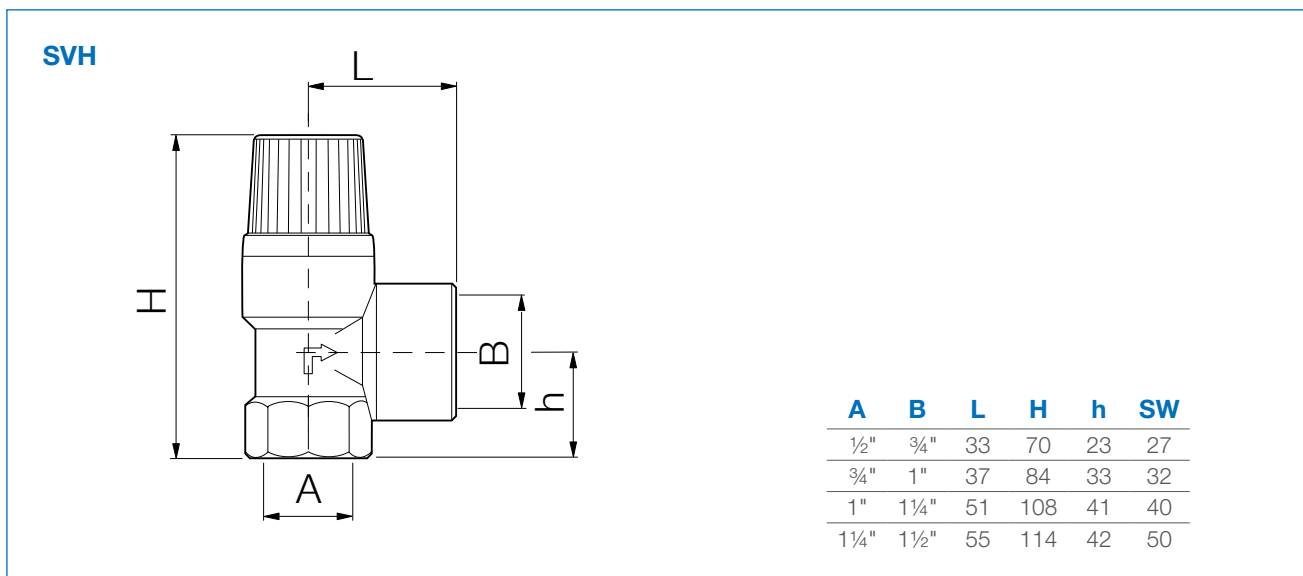 SVH
L
H
B
h
A
A B L H h SW
½" ¾" 33 70 23 27
¾" 1" 37 84 33 32
1" 1¼" 51 108 41 40
1¼" 1½" 55 114 42 50